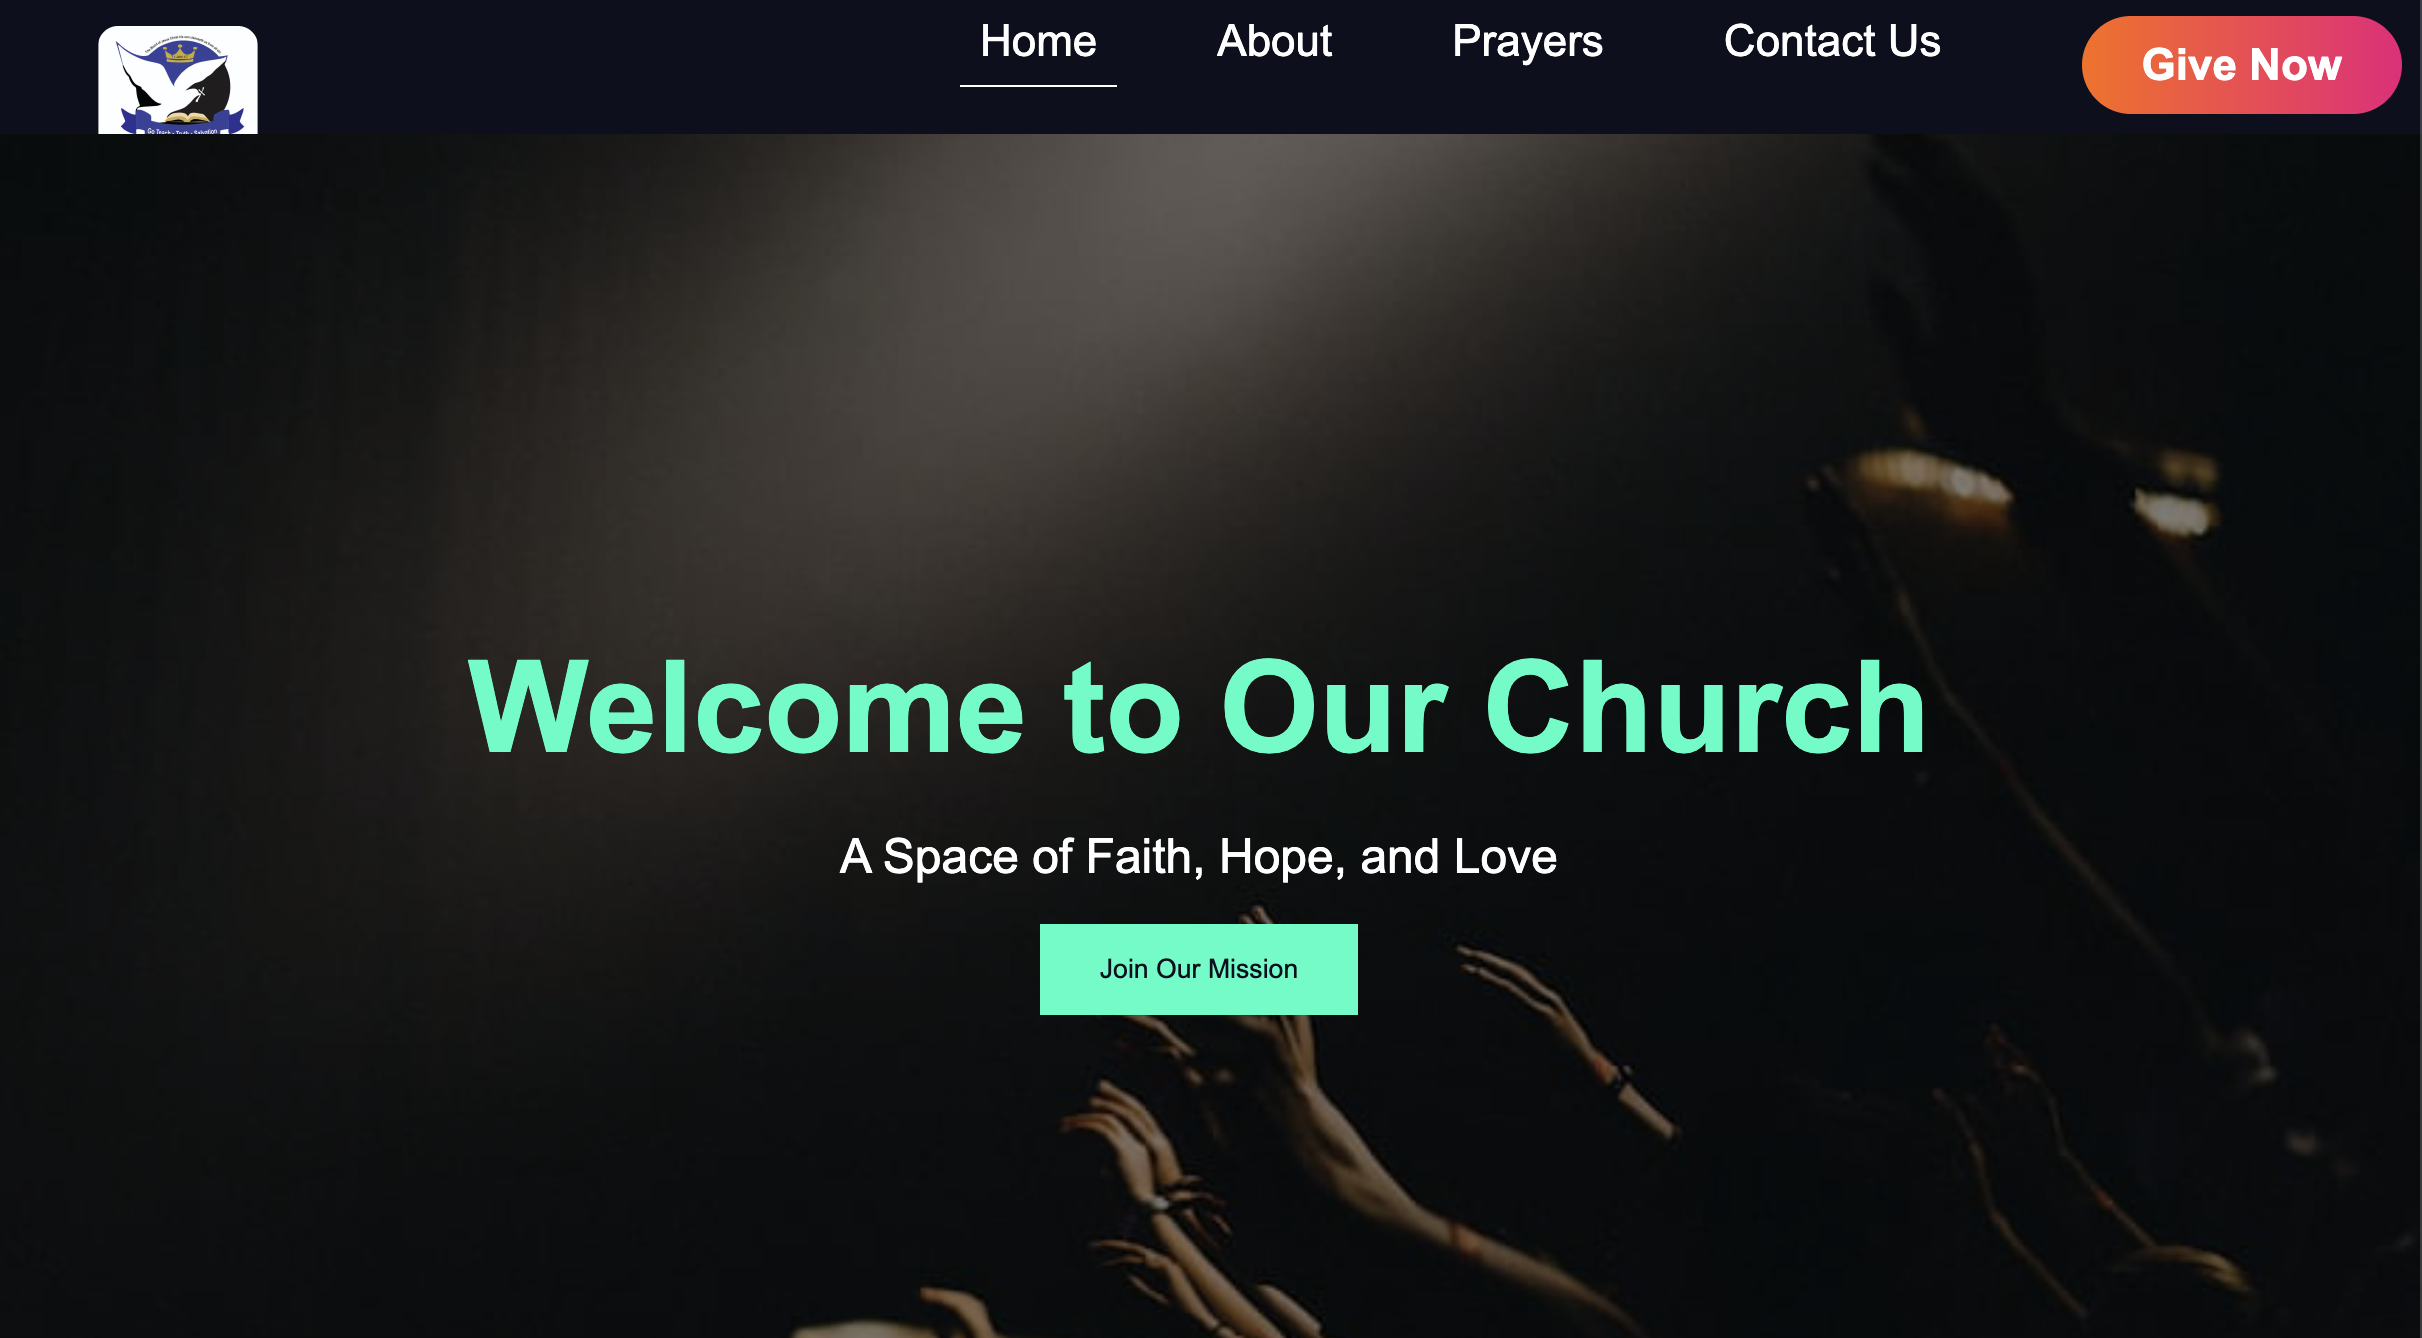 Home
About
Prayers
Contact Us
Give Now
Go Teach • Truth • Salvation
Welcome to Our Church
A Space of Faith, Hope, and Love
Join Our Mission